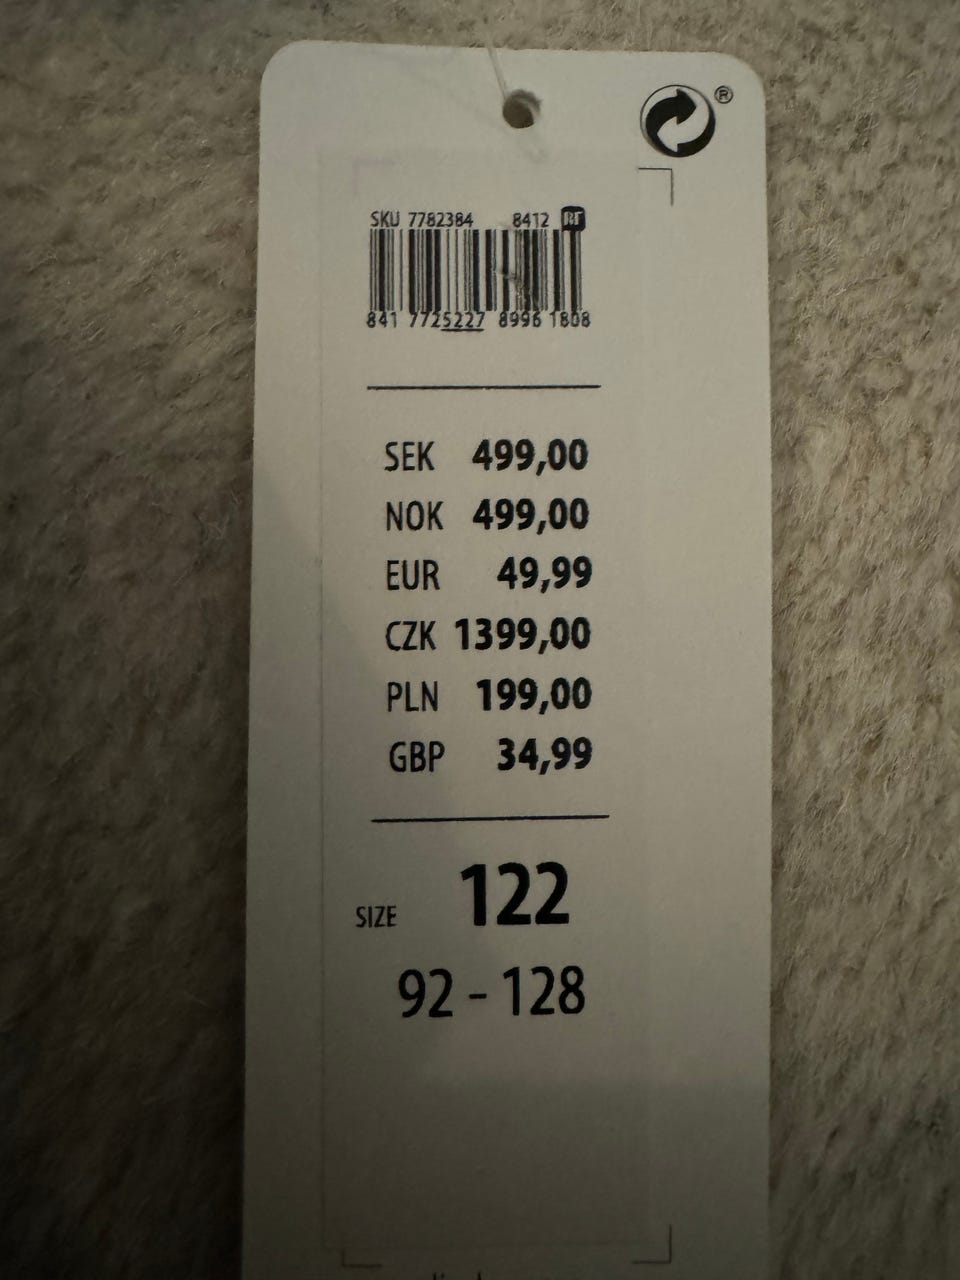 ®
SKU 7782384 8412
841 7725227 8996 1808
SEK 499,00
NOK 499,00
EUR 49,99
CZK 1399,00
PLN 199,00
GBP 34,99
SIZE 122
92 - 128